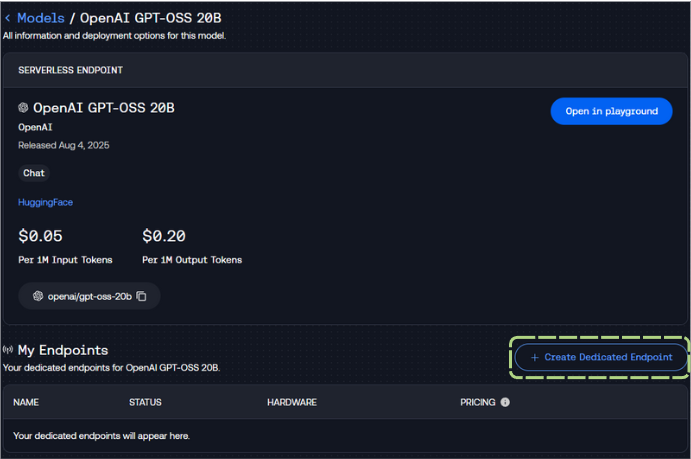 Models / OpenAI GPT-OSS 20B
All information and deployment options for this model.
SERVERLESS ENDPOINT
OpenAI GPT-OSS 20B
Open in playground
OpenAI
Released Aug 4, 2025
Chat
HuggingFace
$0.05 $0.20
Per 1M Input Tokens Per 1M Output Tokens
openai/gpt-oss-20b
My Endpoints
+ Create Dedicated Endpoint
Your dedicated endpoints for OpenAI GPT-OSS 20B.
NAME STATUS HARDWARE PRICING
Your dedicated endpoints will appear here.